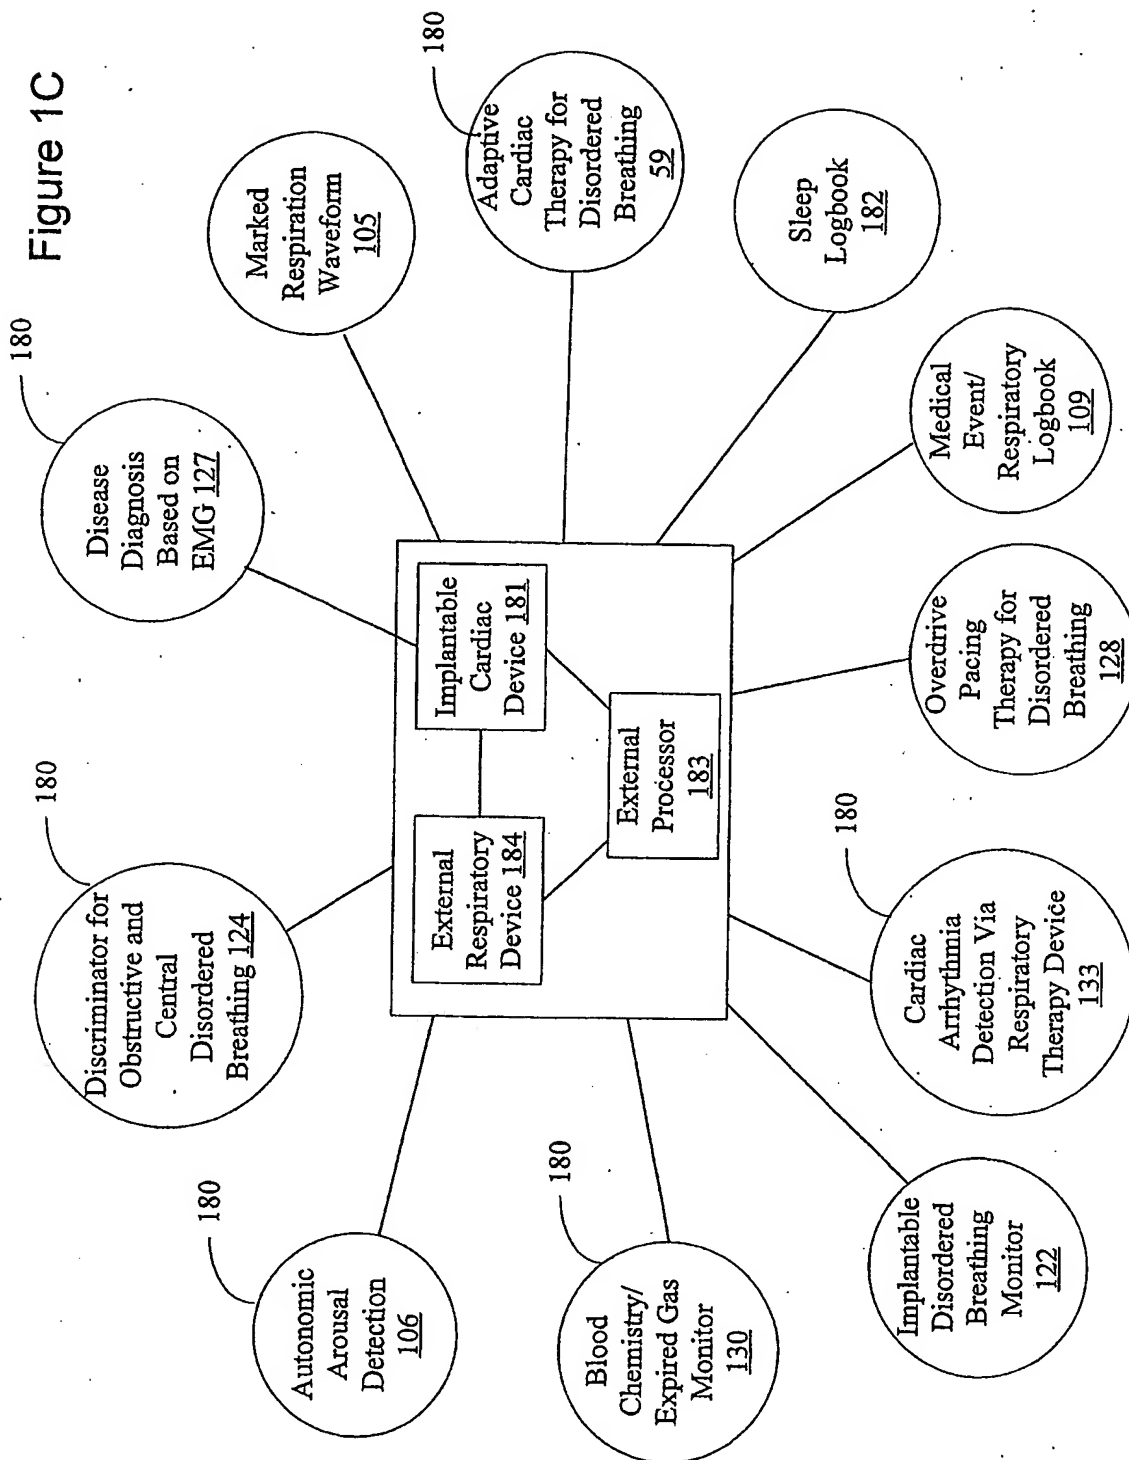 Figure 1C
180
Discriminator for
Obstructive and
Central
Disordered
Breathing 124
180
Disease
Diagnosis
Based on
EMG 127
180
Marked
Respiration
Waveform
105
180
Adaptive
Cardiac
Therapy for
Disordered
Breathing
59
180
Autonomic
Arousal
Detection
106
External
Respiratory
Device 184
Implantable
Cardiac
Device 181
External
Processor
183
Sleep
Logbook
182
180
Blood
Chemistry/
Expired Gas
Monitor
130
Medical
Event/
Respiratory
Logbook
109
Implantable
Disordered
Breathing
Monitor
122
180
Cardiac
Arrhythmia
Detection Via
Respiratory
Therapy Device
133
Overdrive
Pacing
Therapy for
Disordered
Breathing
128